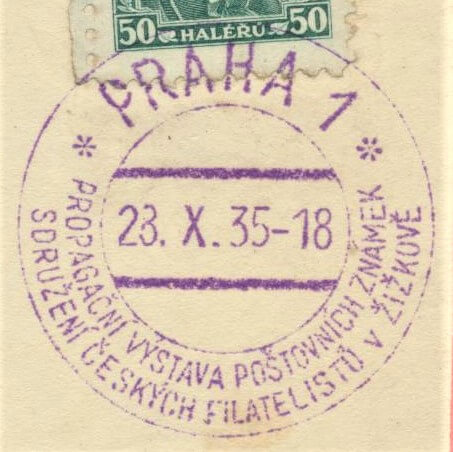 50 HALÉŘŮ 50
PRAHA 1
23. X. 35-18
* PROPAGAČNÍ VÝSTAVA POŠTOVNÍCH ZNÁMEK *
SDRUŽENÍ ČESKÝCH FILATELISTŮ V ŽIŽKOVĚ